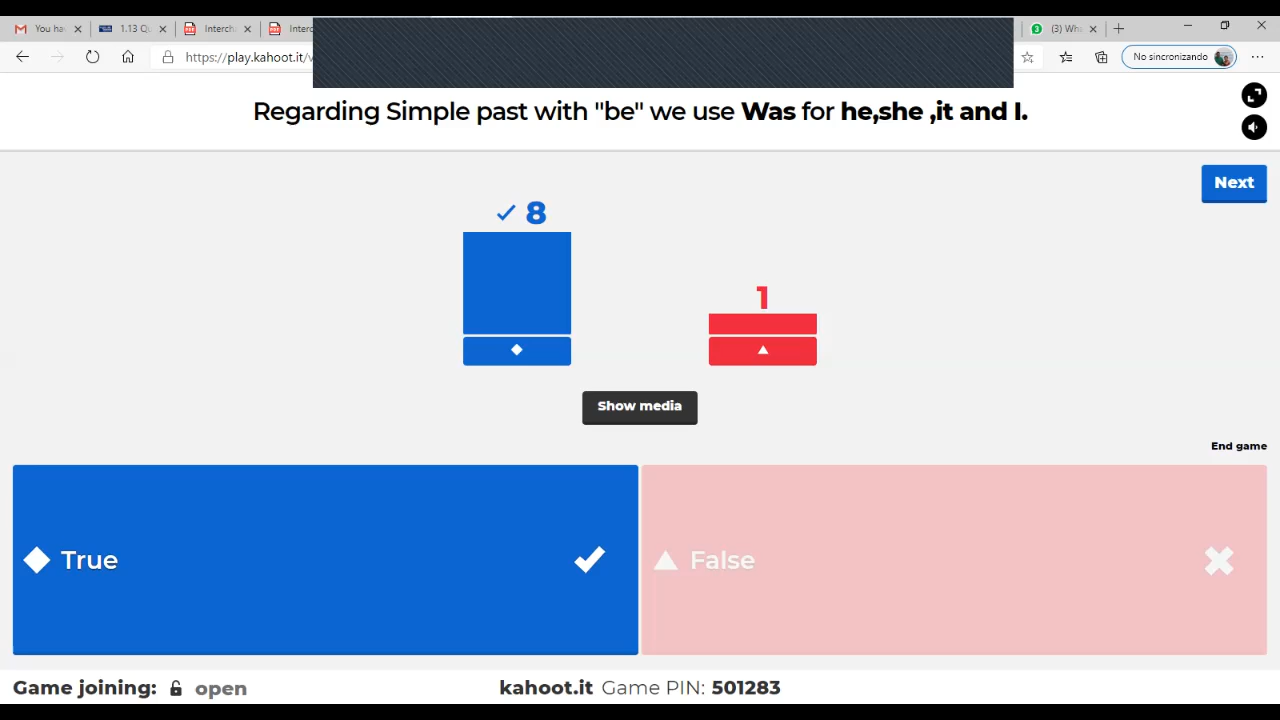 You ha
1.13 Q
Interch
Interc
(3) Wh
https://play.kahoot.it/v
No sincronizando
Regarding Simple past with "be" we use Was for he,she ,it and I.
Next
8
1
Show media
End game
True
False
Game joining: open
kahoot.it Game PIN: 501283